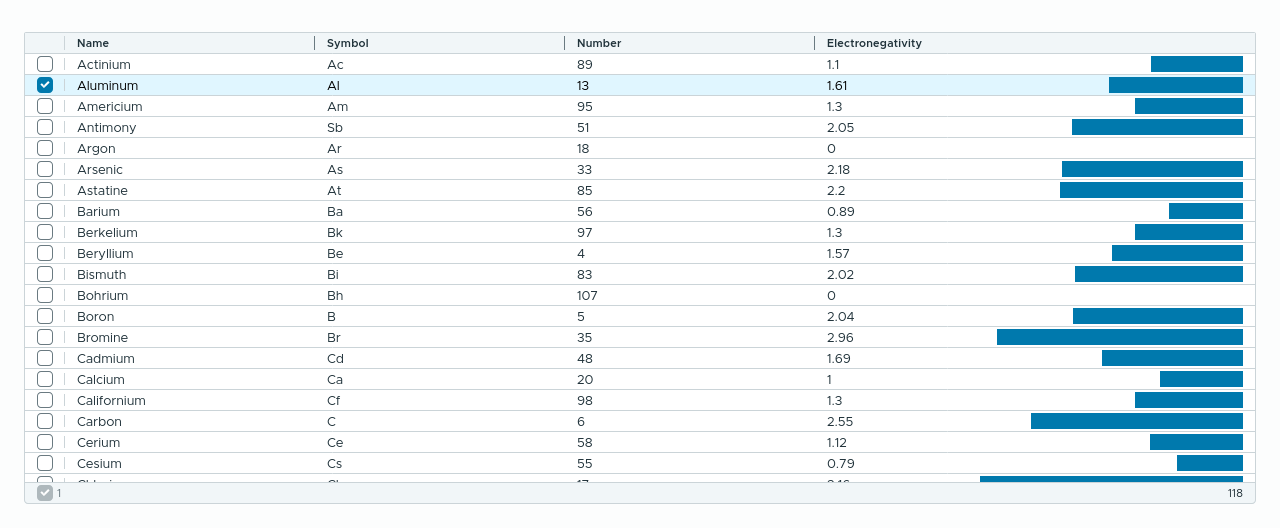 Name Symbol Number Electronegativity
Actinium Ac 89 1.1
Aluminum Al 13 1.61
Americium Am 95 1.3
Antimony Sb 51 2.05
Argon Ar 18 0
Arsenic As 33 2.18
Astatine At 85 2.2
Barium Ba 56 0.89
Berkelium Bk 97 1.3
Beryllium Be 4 1.57
Bismuth Bi 83 2.02
Bohrium Bh 107 0
Boron B 5 2.04
Bromine Br 35 2.96
Cadmium Cd 48 1.69
Calcium Ca 20 1
Californium Cf 98 1.3
Carbon C 6 2.55
Cerium Ce 58 1.12
Cesium Cs 55 0.79
1 118